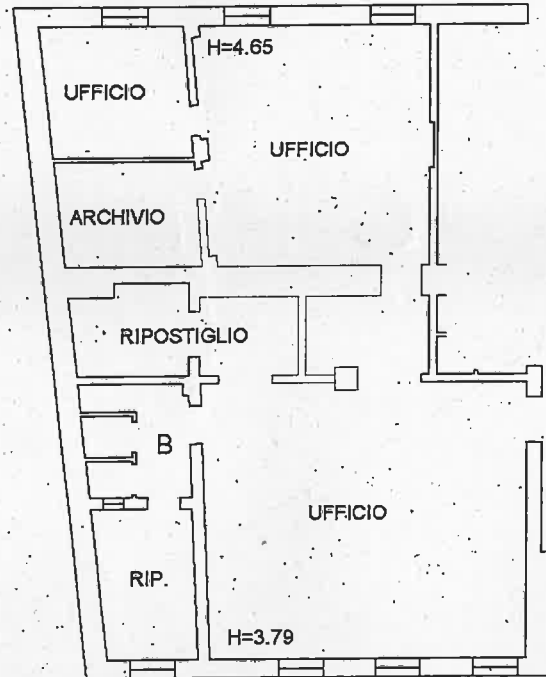 H=4.65
UFFICIO
UFFICIO
ARCHIVIO
RIPOSTIGLIO
B
UFFICIO
RIP.
H=3.79